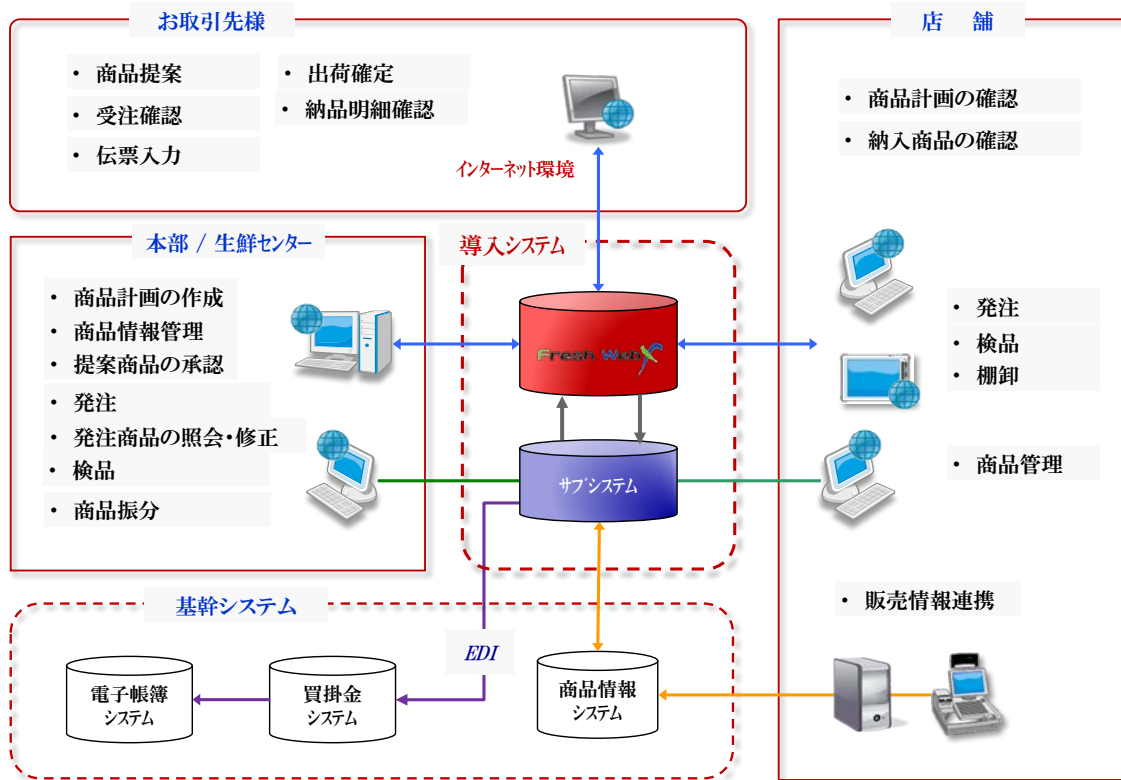 お取引先様
・ 商品提案
・ 受注確認
・ 伝票入力
・ 出荷確定
・ 納品明細確認
インターネット環境
店 舗
・ 商品計画の確認
・ 納入商品の確認
・ 発注
・ 検品
・ 棚卸
・ 商品管理
・ 販売情報連携
本部 / 生鮮センター
・ 商品計画の作成
・ 商品情報管理
・ 提案商品の承認
・ 発注
・ 発注商品の照会・修正
・ 検品
・ 商品振分
導入システム
Fresh Web X
サブシステム
基幹システム
EDI
電子帳簿
システム
買掛金
システム
商品情報
システム